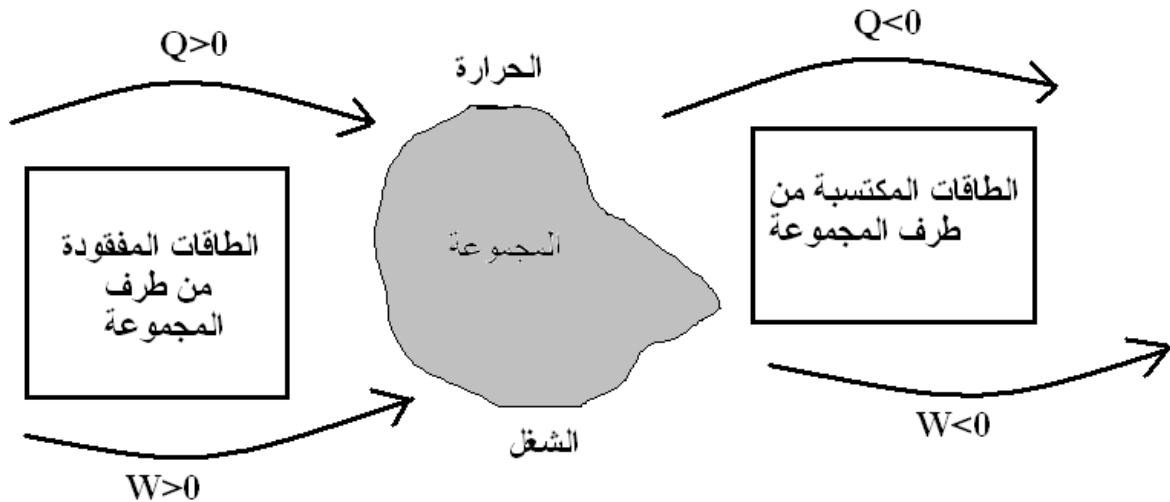 Q>0
الحرارة
Q<0
الطاقات المفقودة
من طرف
المجموعة
المجموعة
الطاقات المكتسبة من
طرف المجموعة
W>0
الشغل
W<0